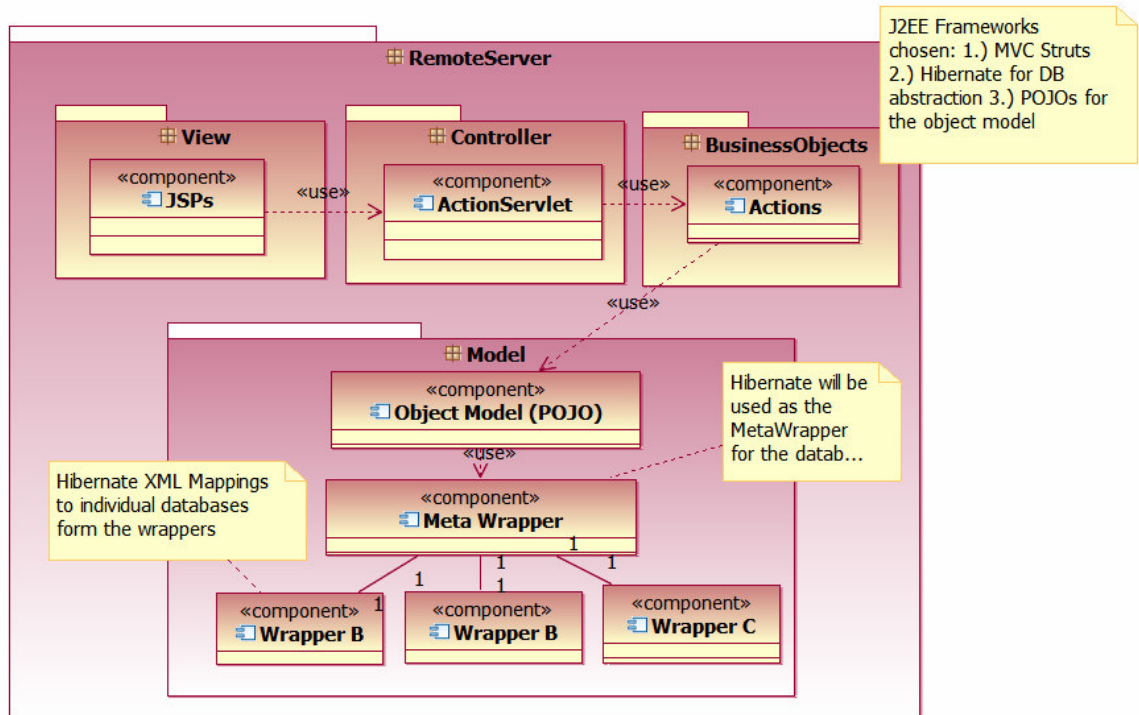 J2EE Frameworks
chosen: 1.) MVC Struts
2.) Hibernate for DB
abstraction 3.) POJOs for
the object model
RemoteServer
View
Controller
BusinessObjects
«component»
JSPs
«use»
«component»
ActionServlet
«use»
«component»
Actions
«use»
Model
«component»
Object Model (POJO)
«use»
Hibernate will be
used as the
MetaWrapper
for the datab...
«component»
Meta Wrapper
Hibernate XML Mappings
to individual databases
form the wrappers
1
1
1
1
1
1
«component»
Wrapper B
«component»
Wrapper B
«component»
Wrapper C